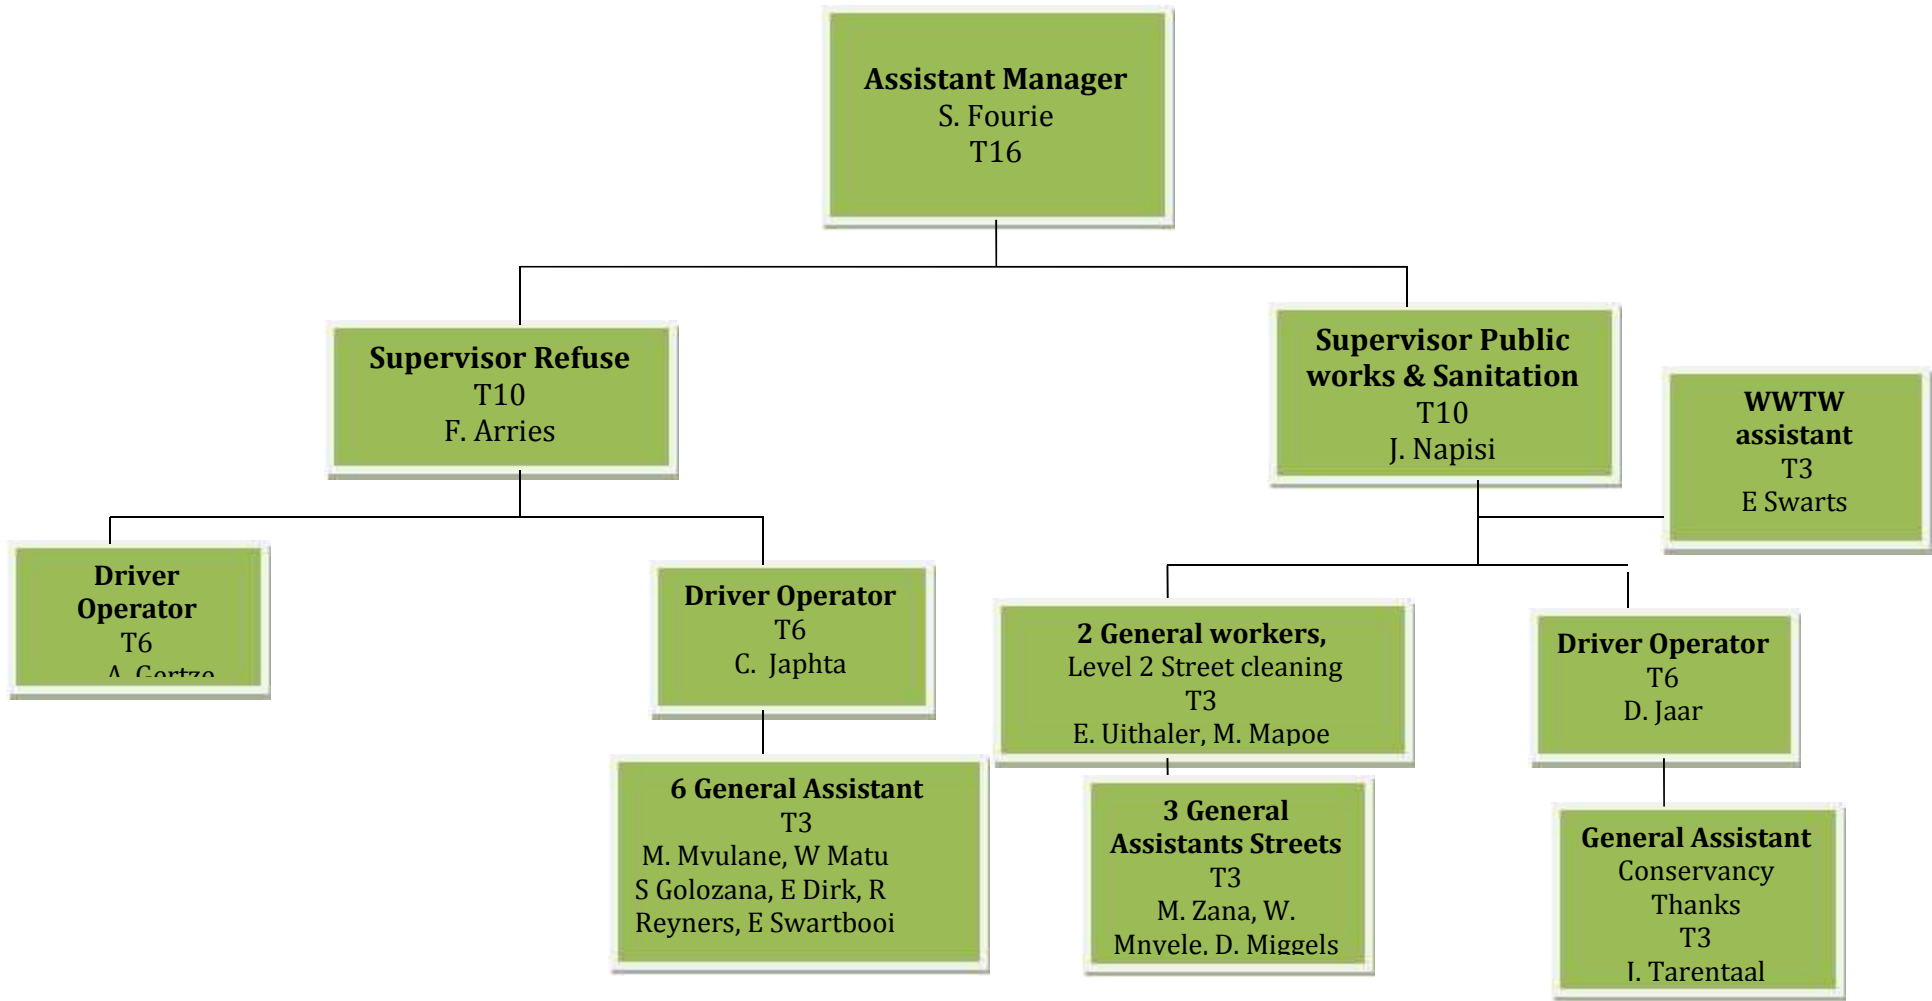 Assistant Manager
S. Fourie
T16
Supervisor Refuse
T10
F. Arries
Supervisor Public
works & Sanitation
T10
J. Napisi
WWTW
assistant
T3
E Swarts
Driver
Operator
T6
A. Gertze
Driver Operator
T6
C. Japhta
2 General workers,
Level 2 Street cleaning
T3
E. Uithaler, M. Mapoe
Driver Operator
T6
D. Jaar
6 General Assistant
T3
M. Mvulane, W Matu
S Golozana, E Dirk, R
Reyners, E Swartbooi
3 General
Assistants Streets
T3
M. Zana, W.
Mnyele, D. Miggels
General Assistant
Conservancy
Thanks
T3
Tarentaal